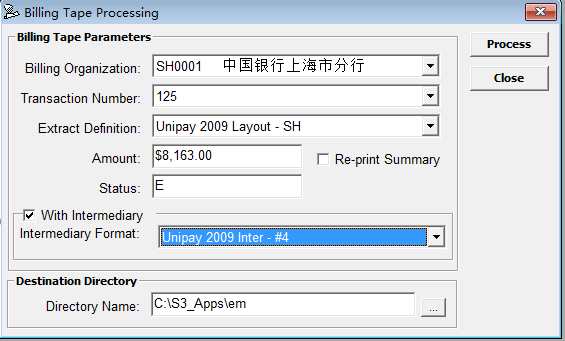 Billing Tape Processing
Billing Tape Parameters
Process
Billing Organization: SH0001 中国银行上海市分行
Close
Transaction Number: 125
Extract Definition: Unipay 2009 Layout - SH
Amount: $8,163.00 Re-print Summary
Status: E
With Intermediary
Intermediary Format: Unipay 2009 Inter - #4
Destination Directory
Directory Name: C:\S3_Apps\em ...